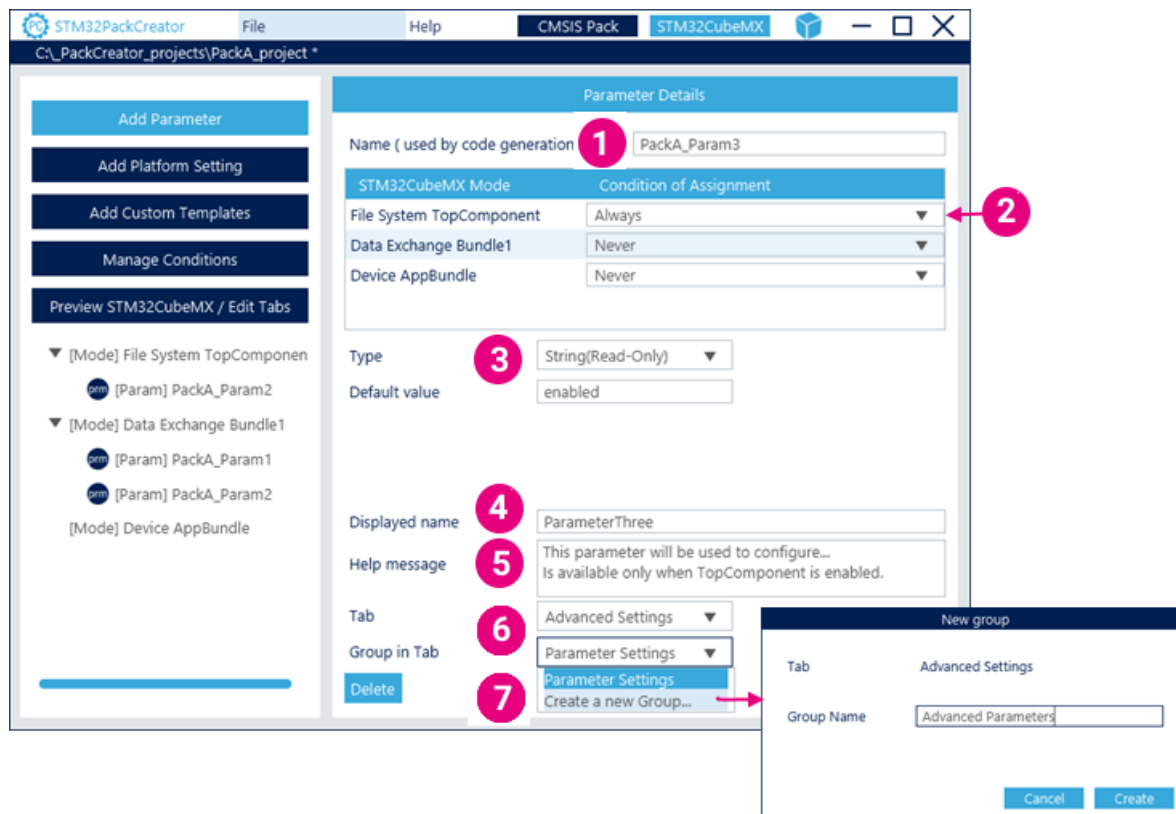 STM32PackCreator File Help CMSIS Pack STM32CubeMX
C:\_PackCreator_projects\PackA_project *
Add Parameter
Add Platform Setting
Add Custom Templates
Manage Conditions
Preview STM32CubeMX / Edit Tabs
[Mode] File System TopComponen
prm [Param] PackA_Param2
[Mode] Data Exchange Bundle1
prm [Param] PackA_Param1
prm [Param] PackA_Param2
[Mode] Device AppBundle
Parameter Details
Name ( used by code generation 1 PackA_Param3
STM32CubeMX Mode Condition of Assignment
File System TopComponent Always 2
Data Exchange Bundle1 Never
Device AppBundle Never
Type 3 String(Read-Only)
Default value enabled
Displayed name 4 ParameterThree
Help message 5 This parameter will be used to configure...
Is available only when TopComponent is enabled.
Tab 6 Advanced Settings
Group in Tab Parameter Settings
Delete 7 Parameter Settings
Create a new Group...
New group
Tab Advanced Settings
Group Name Advanced Parameters
Cancel Create